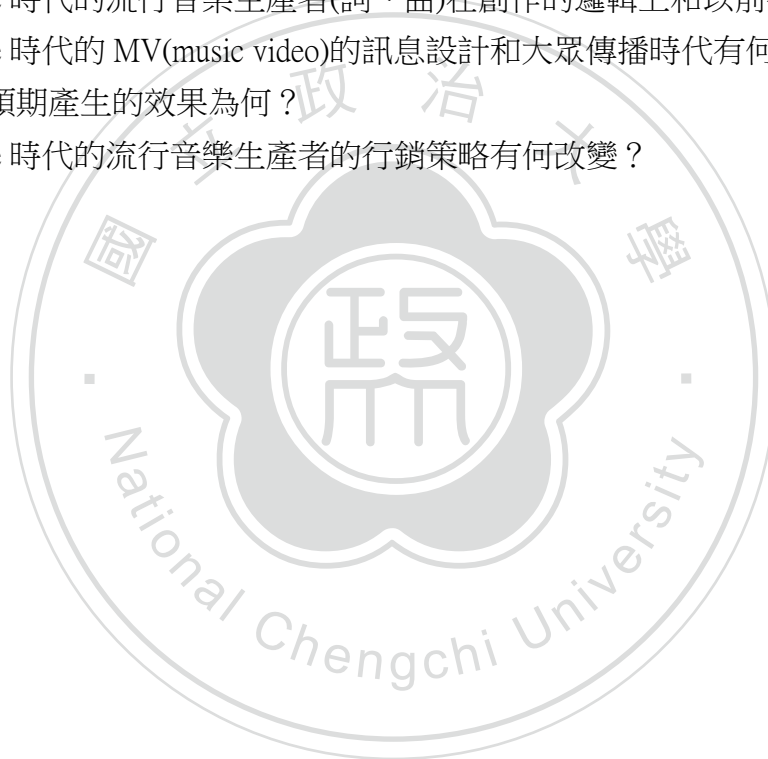 時代的流行音樂生產者(詞、曲)在創作的邏輯上和以前
時代的 MV(music video)的訊息設計和大眾傳播時代有何
預期產生的效果為何？
時代的流行音樂生產者的行銷策略有何改變？
國立政治大學
政
National Chengchi University